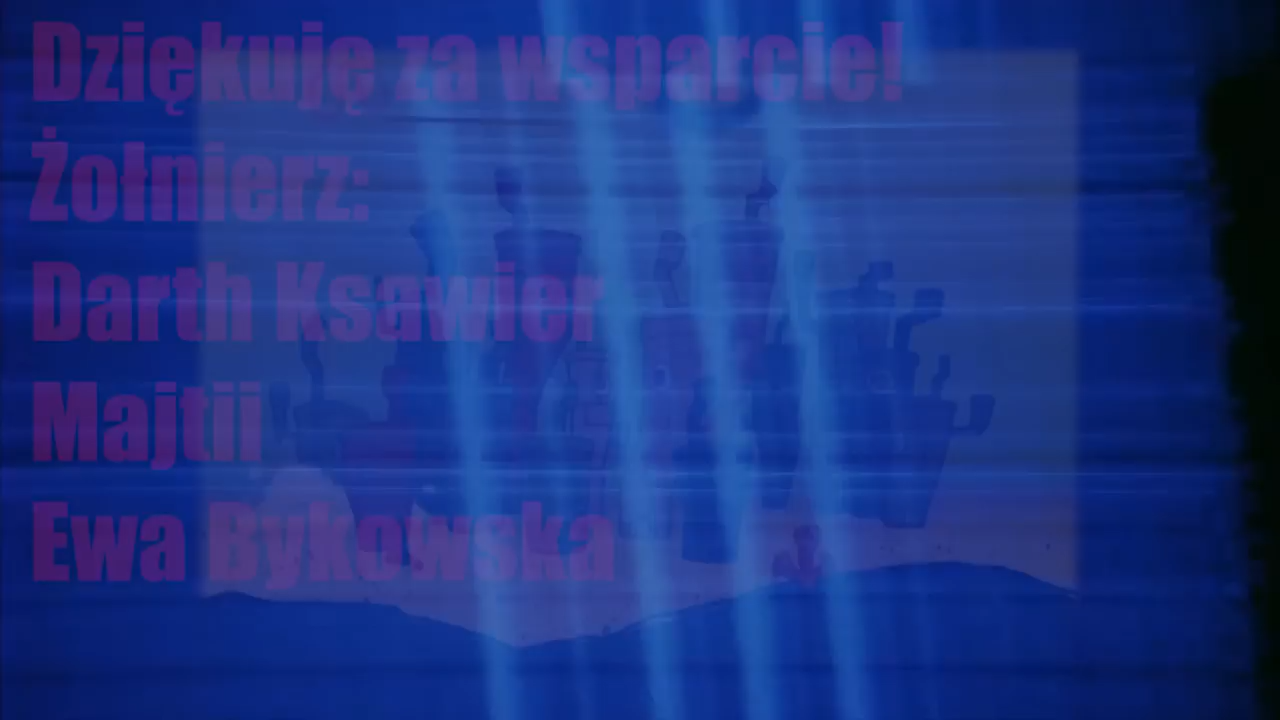 Dziękuję za wsparcie!
Żołnierz:
Darth Ksawier
Majtii
Ewa Bykowska